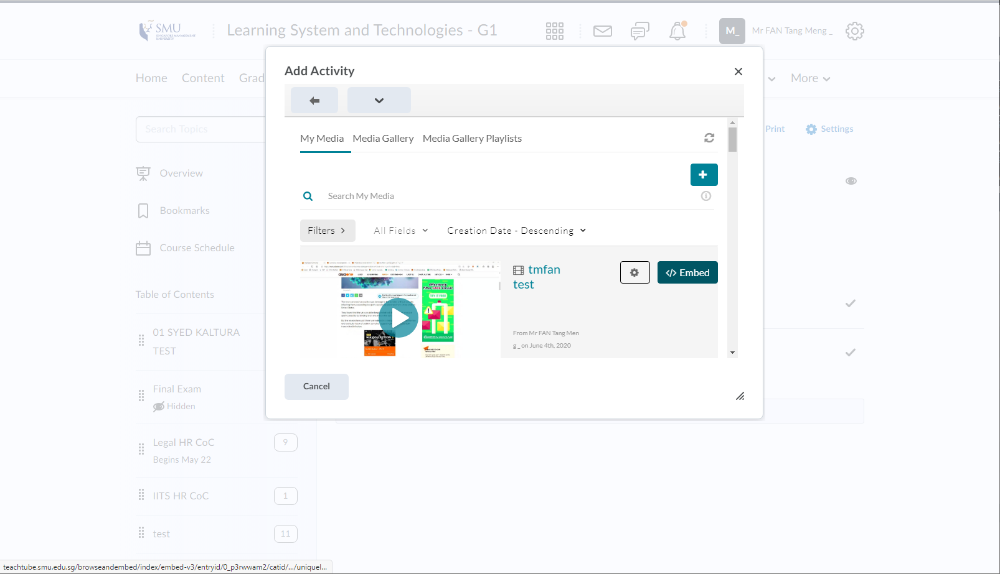 SMU
SINGAPORE MANAGEMENT
UNIVERSITY
Learning System and Technologies - G1
M_
Mr FAN Tang Meng _
Home
Content
Grad
More
Add Activity
Search Topics
Print
Settings
My Media
Media Gallery
Media Gallery Playlists
Overview
Search My Media
Bookmarks
Filters
All Fields
Creation Date - Descending
Course Schedule
tmfan
test
Embed
Table of Contents
01 SYED KALTURA
TEST
From Mr FAN Tang Men
g _ on June 4th, 2020
Final Exam
Hidden
Cancel
Legal HR CoC
9
Begins May 22
IITS HR CoC
1
test
11
teachtube.smu.edu.sg/browseandembed/index/embed-v3/entryid/0_p3rwwam2/catid/.../uniquel...